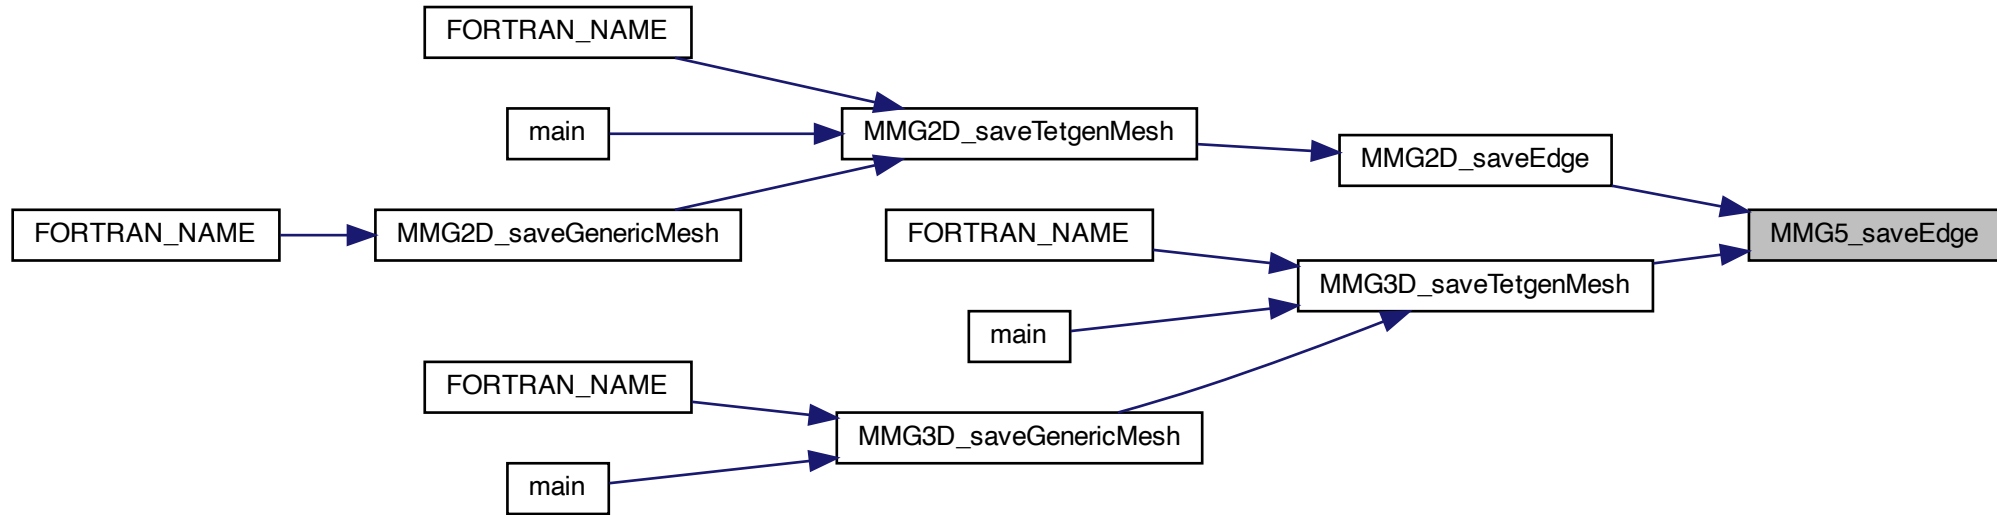 FORTRAN_NAME
main
MMG2D_saveTetgenMesh
MMG2D_saveEdge
FORTRAN_NAME
MMG2D_saveGenericMesh
FORTRAN_NAME
MMG5_saveEdge
MMG3D_saveTetgenMesh
main
FORTRAN_NAME
MMG3D_saveGenericMesh
main